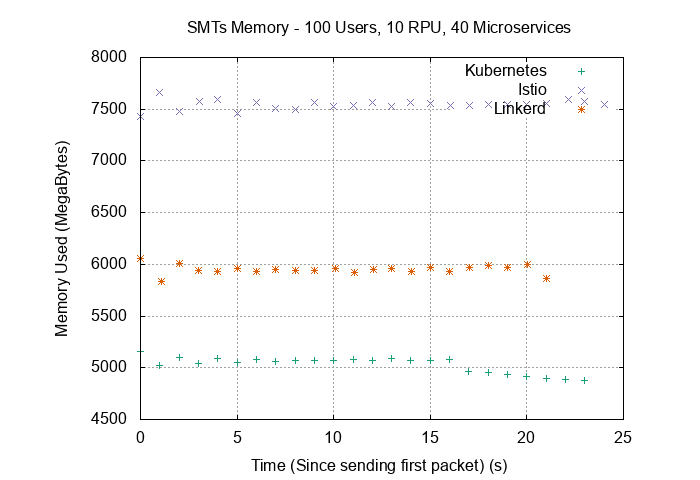 SMTs Memory - 100 Users, 10 RPU, 40 Microservices
Memory Used (MegaBytes)
8000
7500
7000
6500
6000
5500
5000
4500
Kubernetes
Istio
Linkerd
0 5 10 15 20 25
Time (Since sending first packet) (s)